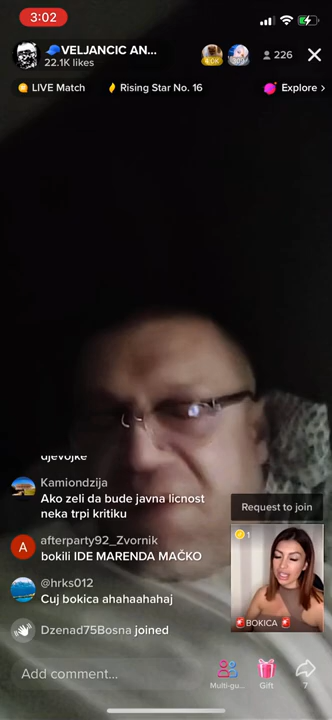 3:02
VELJANCIC AN...
22.1K likes
226
LIVE Match
Rising Star No. 16
Explore >
djevojke
Kamiondzija
Ako zeli da bude javna licnost
neka trpi kritiku
A
afterparty92_Zvornik
bokili IDE MARENDA MAČKO
@hrks012
Cuj bokica ahahaahahaj
Dzenad75Bosna joined
Request to join
1
BOKICA
Add comment...
Multi-gu...
Gift
7